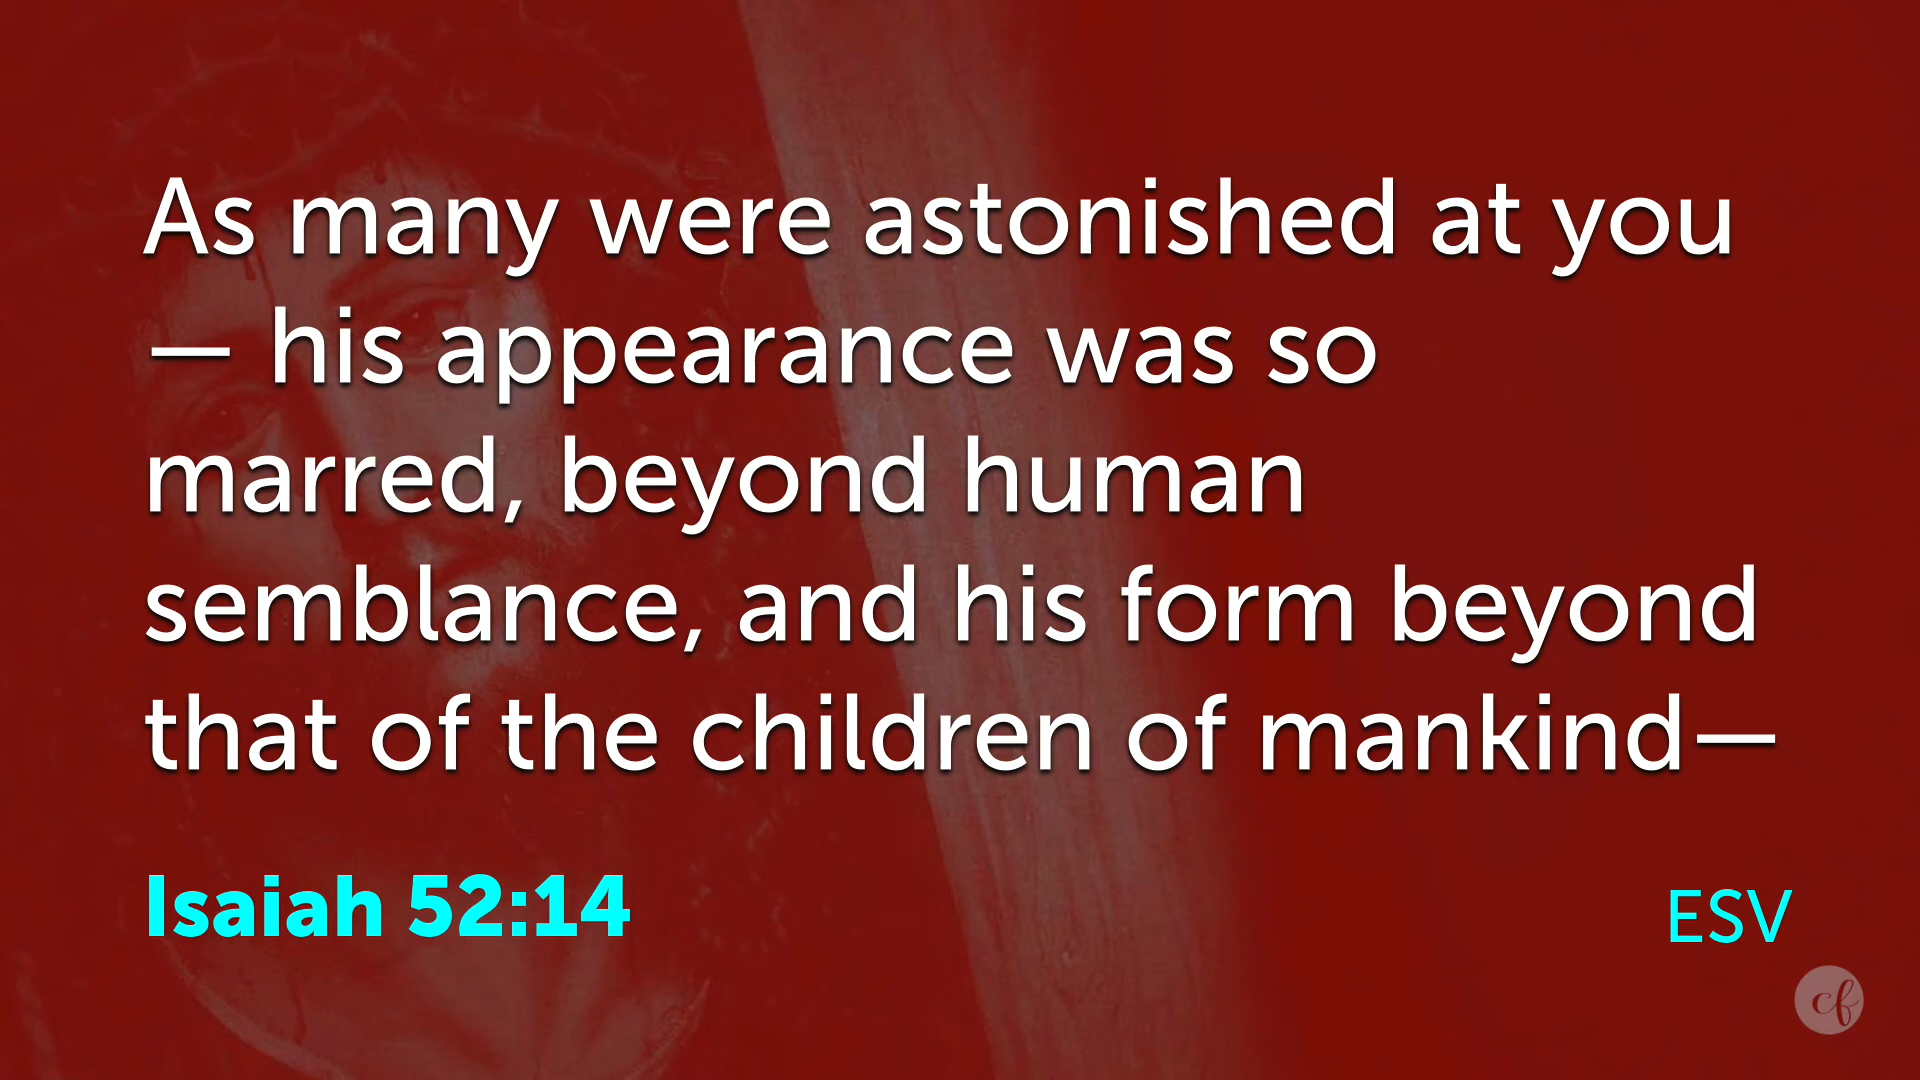 As many were astonished at you
— his appearance was so
marred, beyond human
semblance, and his form beyond
that of the children of mankind—
Isaiah 52:14
ESV
cf